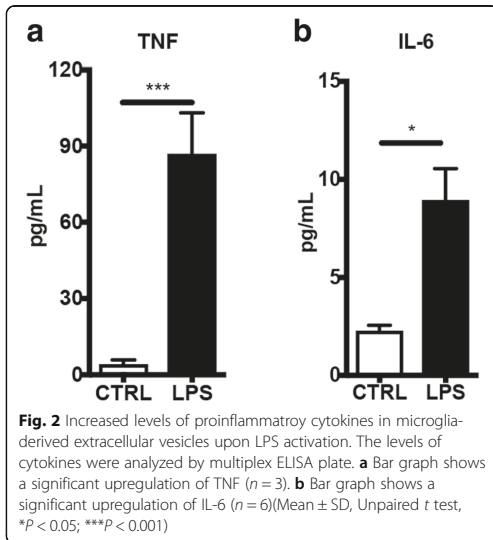 a
TNF
120
90
60
30
0
pg/mL
***
CTRL LPS
b
IL-6
15
10
5
0
pg/mL
*
CTRL LPS
Fig. 2 Increased levels of proinflammatroy cytokines in microglia-
derived extracellular vesicles upon LPS activation. The levels of
cytokines were analyzed by multiplex ELISA plate. a Bar graph shows
a significant upregulation of TNF (n = 3). b Bar graph shows a
significant upregulation of IL-6 (n = 6)(Mean ± SD, Unpaired t test,
*P < 0.05; ***P < 0.001)